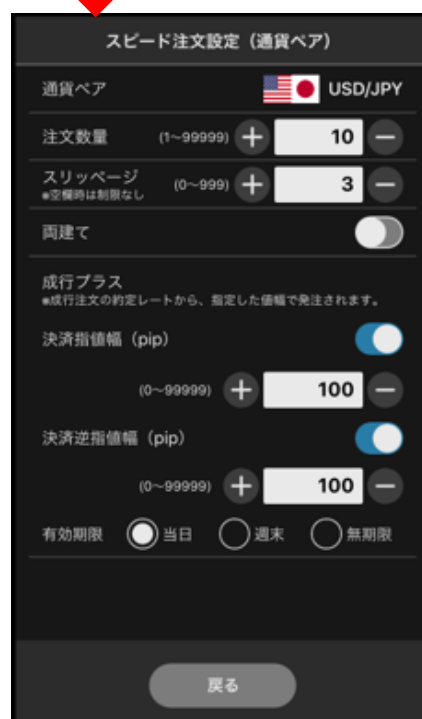 スピード注文設定（通貨ペア）
通貨ペア USD/JPY
注文数量 (1~99999) + 10 −
スリッページ (0~999) + 3 −
※空欄時は制限なし
両建て
成行プラス
※成行注文の約定レートから、指定した値幅で発注されます。
決済指値幅（pip）
(0~99999) + 100 −
決済逆指値幅（pip）
(0~99999) + 100 −
有効期限 当日 週末 無期限
戻る